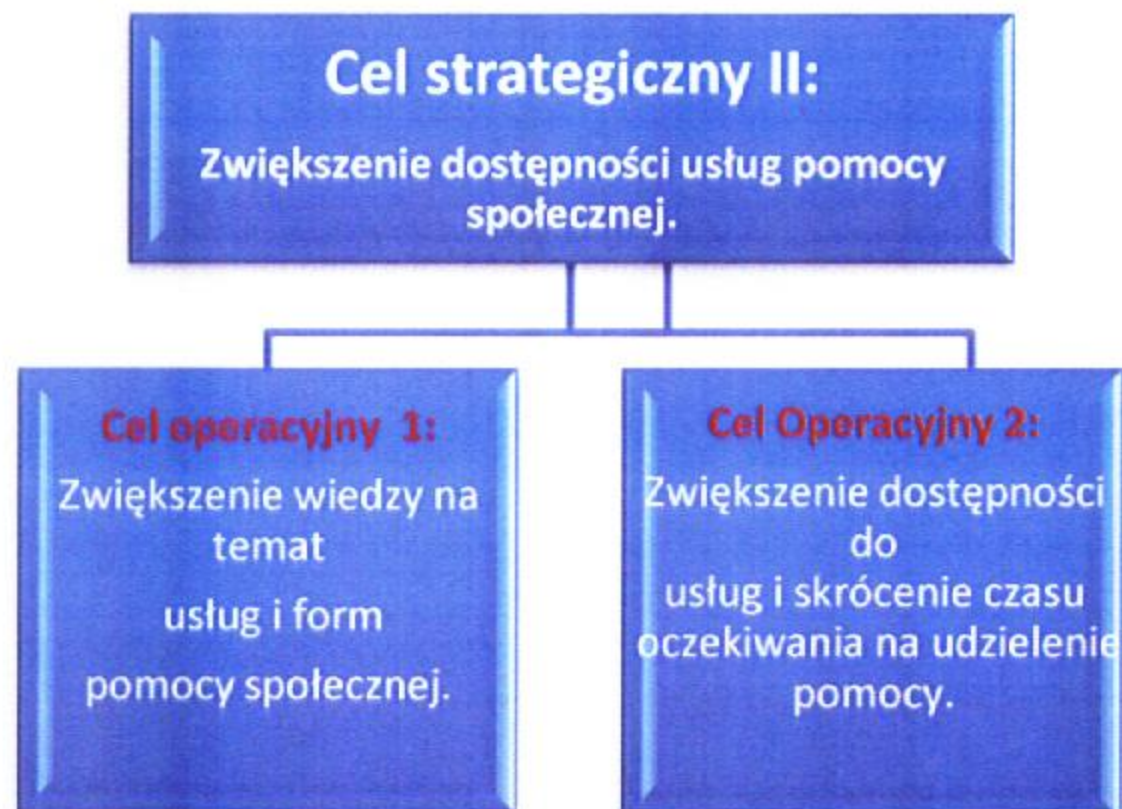 Cel strategiczny II:
Zwiększenie dostępności usług pomocy
społecznej.
Cel operacyjny 1:
Zwiększenie wiedzy na
temat
usług i form
pomocy społecznej.
Cel Operacyjny 2:
Zwiększenie dostępności
do
usług i skrócenie czasu
oczekiwania na udzielenie
pomocy.